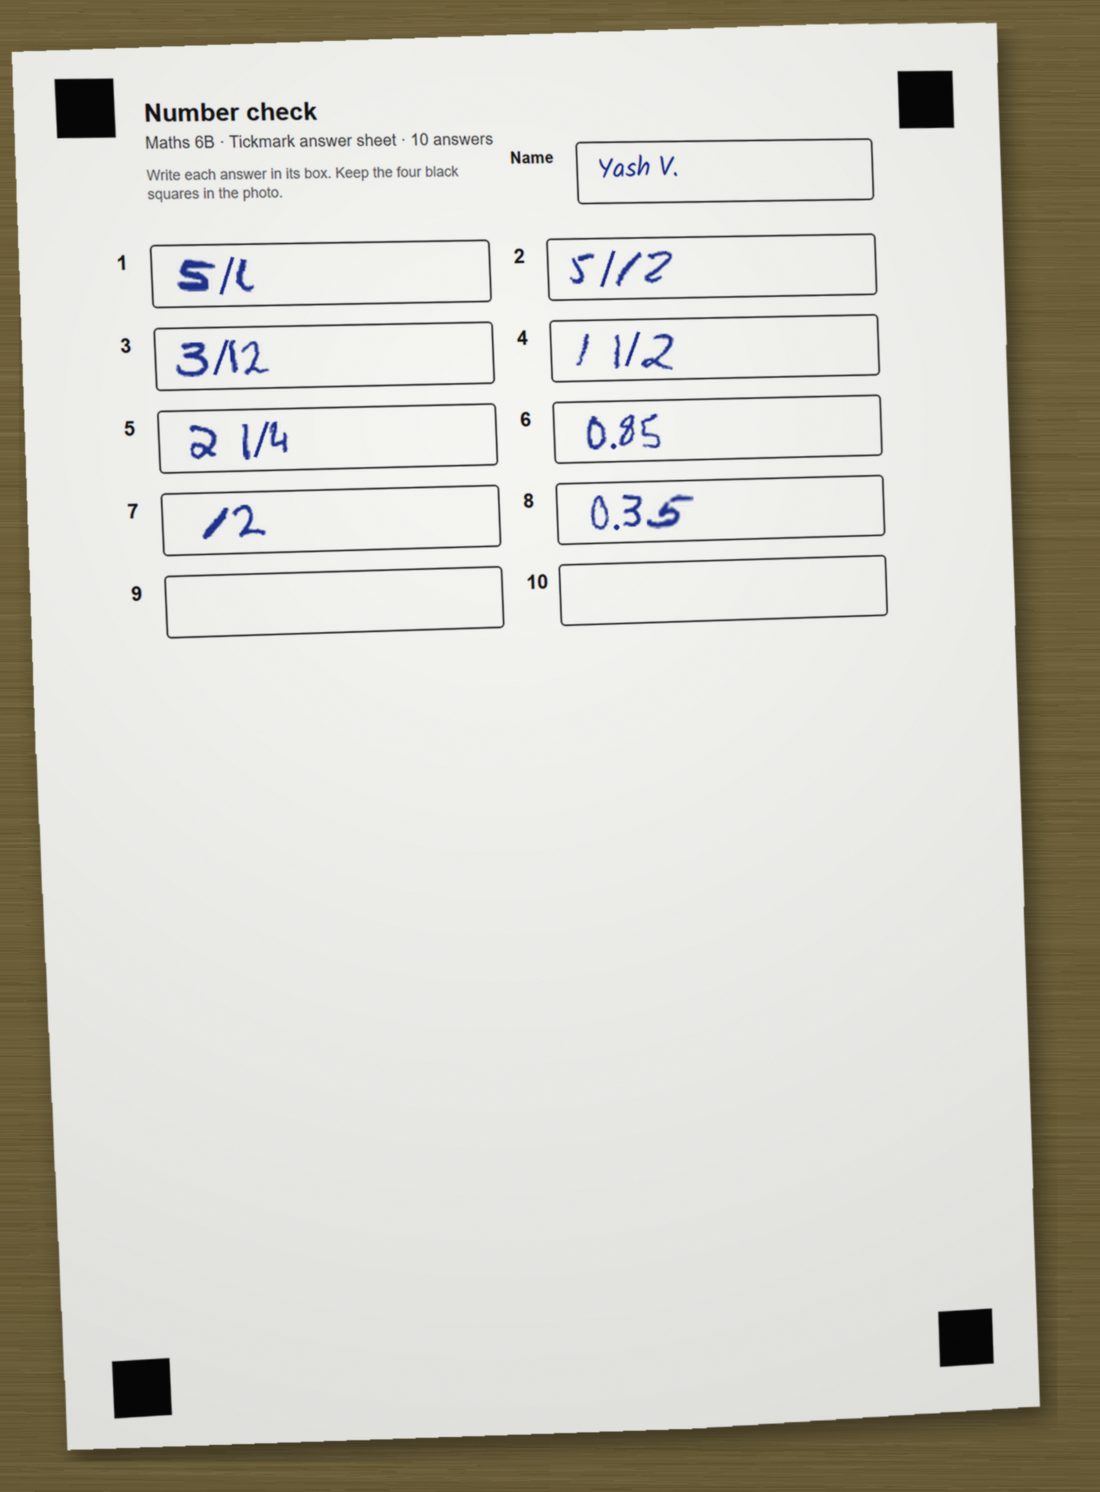 Number check
Maths 6B · Tickmark answer sheet · 10 answers
Write each answer in its box. Keep the four black
squares in the photo.
Name Yash V.
1
2 5/12
3 3/12
4 1 1/2
5 2 1/4
6 0.85
7 12
8 0.35
9
10